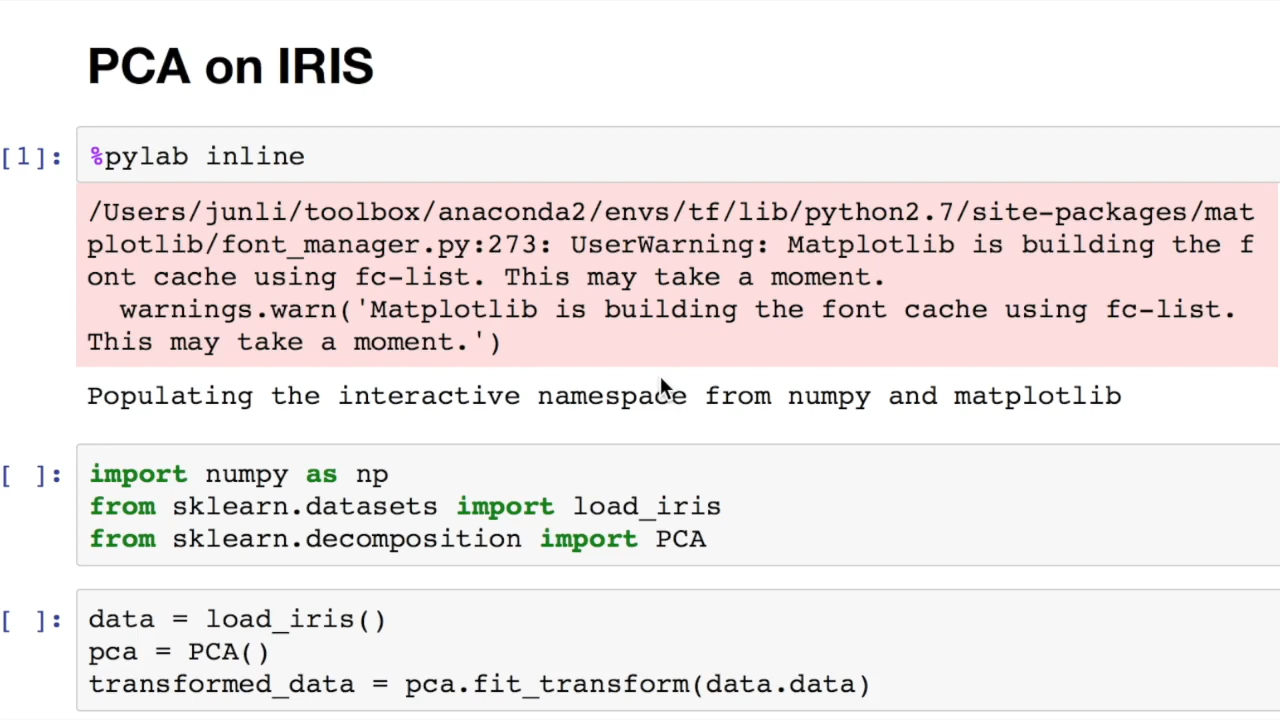 PCA on IRIS
[1]: %pylab inline
/Users/junli/toolbox/anaconda2/envs/tf/lib/python2.7/site-packages/mat
plotlib/font_manager.py:273: UserWarning: Matplotlib is building the f
ont cache using fc-list. This may take a moment.
  warnings.warn('Matplotlib is building the font cache using fc-list.
This may take a moment.')
Populating the interactive namespace from numpy and matplotlib
[ ]: import numpy as np
from sklearn.datasets import load_iris
from sklearn.decomposition import PCA
[ ]: data = load_iris()
pca = PCA()
transformed_data = pca.fit_transform(data.data)